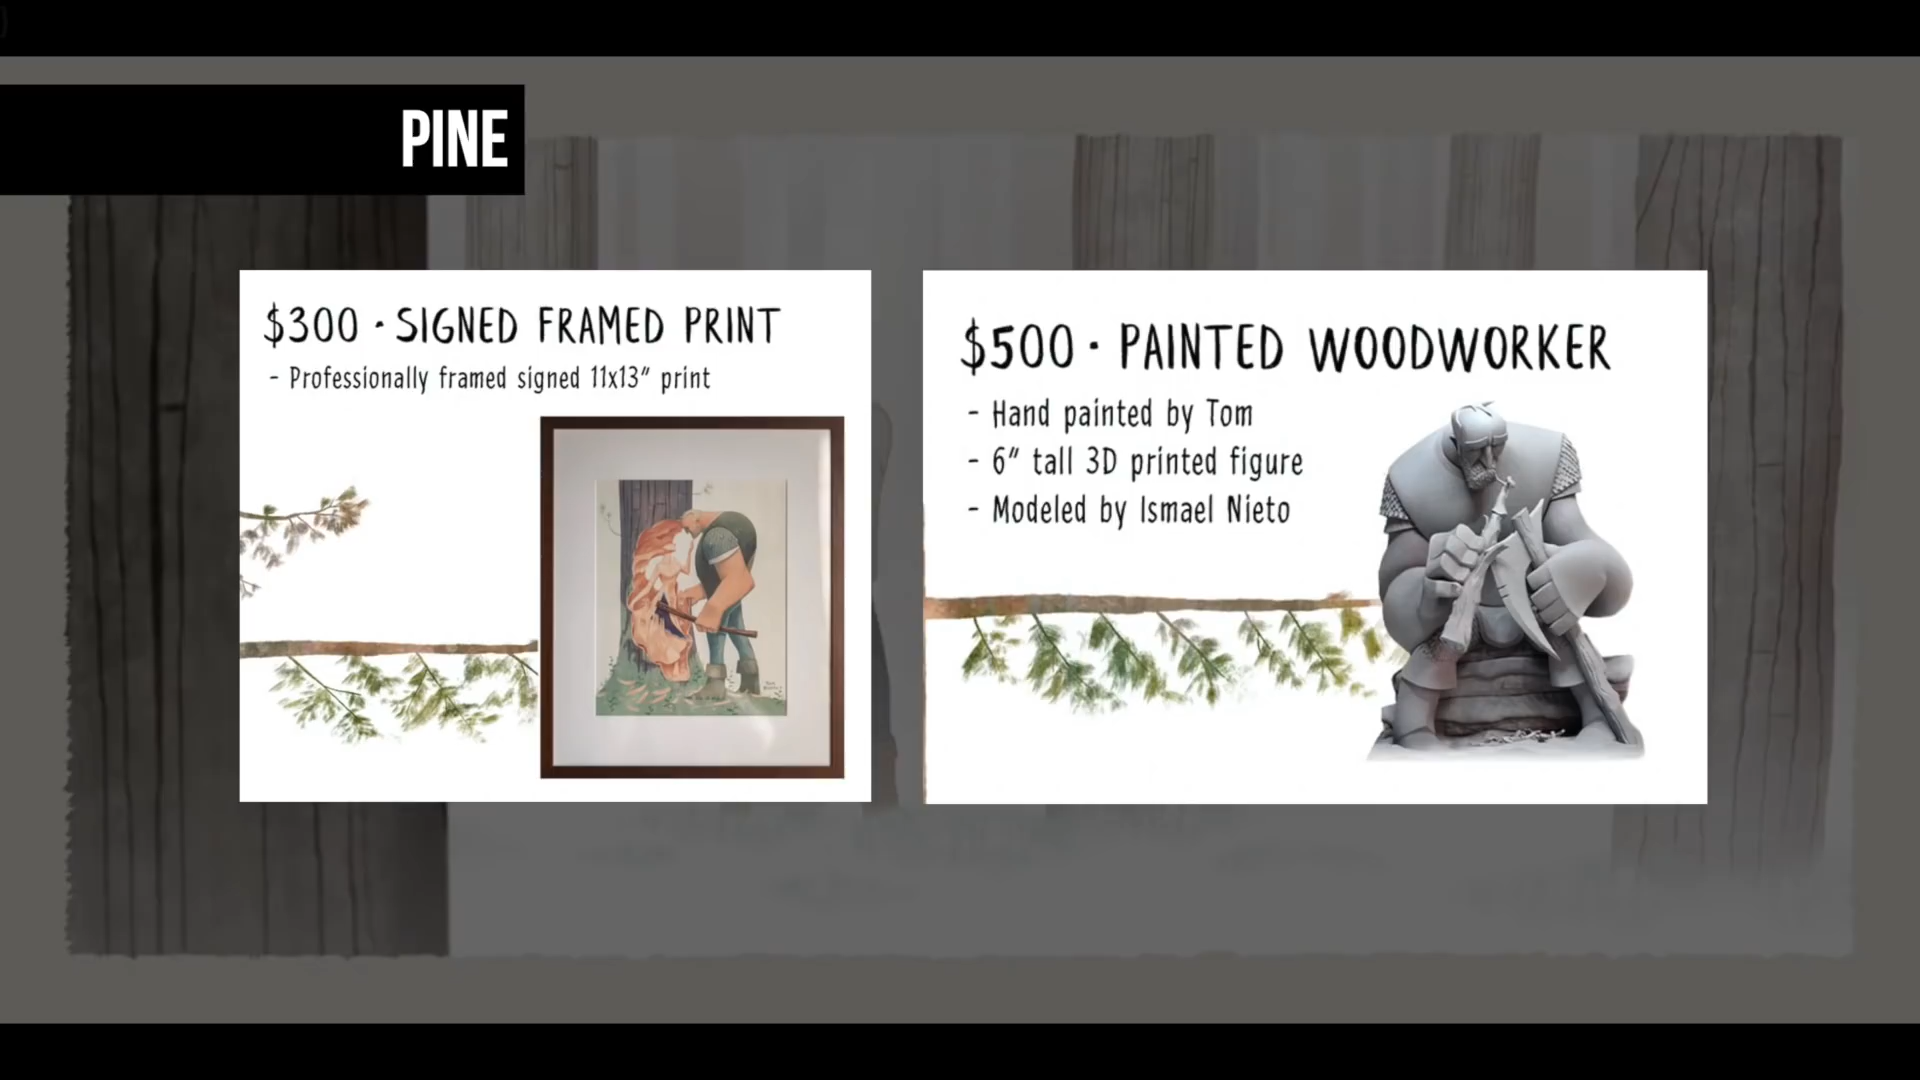 PINE
$300 · SIGNED FRAMED PRINT
- Professionally framed signed 11x13" print
$500 · PAINTED WOODWORKER
- Hand painted by Tom
- 6" tall 3D printed figure
- Modeled by Ismael Nieto